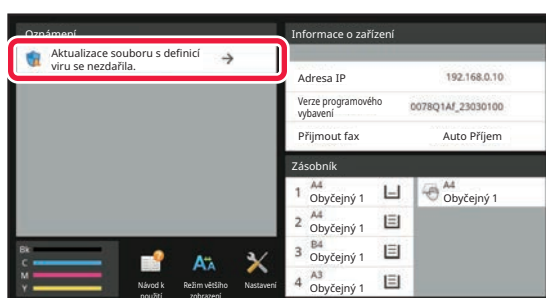 Oznámení
Aktualizace souboru s definicí
viru se nezdařila.
Informace o zařízení
Adresa IP 192.168.0.10
Verze programového
vybavení 0078Q1Af_23030100
Přijmout fax Auto Příjem
Zásobník
1 A4
Obyčejný 1
A4
Obyčejný 1
2 A4
Obyčejný 1
3 B4
Obyčejný 1
4 A3
Obyčejný 1
Bk
C
M
Y
Návod k
použití
Režim většího
zobrazení
Nastavení